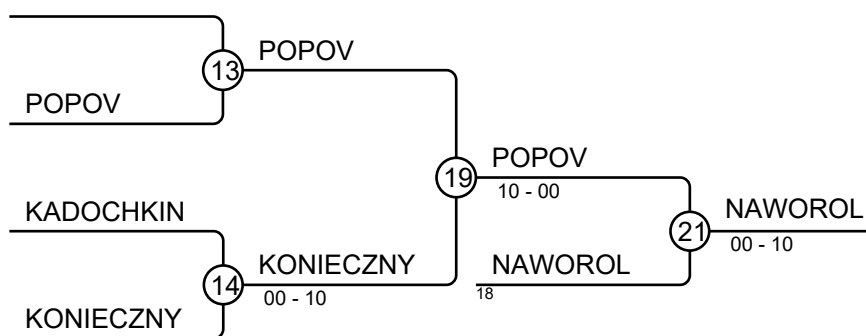 POPOV
13
POPOV
KADOCHKIN
14
KONIECZNY
KONIECZNY
00 - 10
19
POPOV
10 - 00
NAWOROL
18
21
NAWOROL
00 - 10